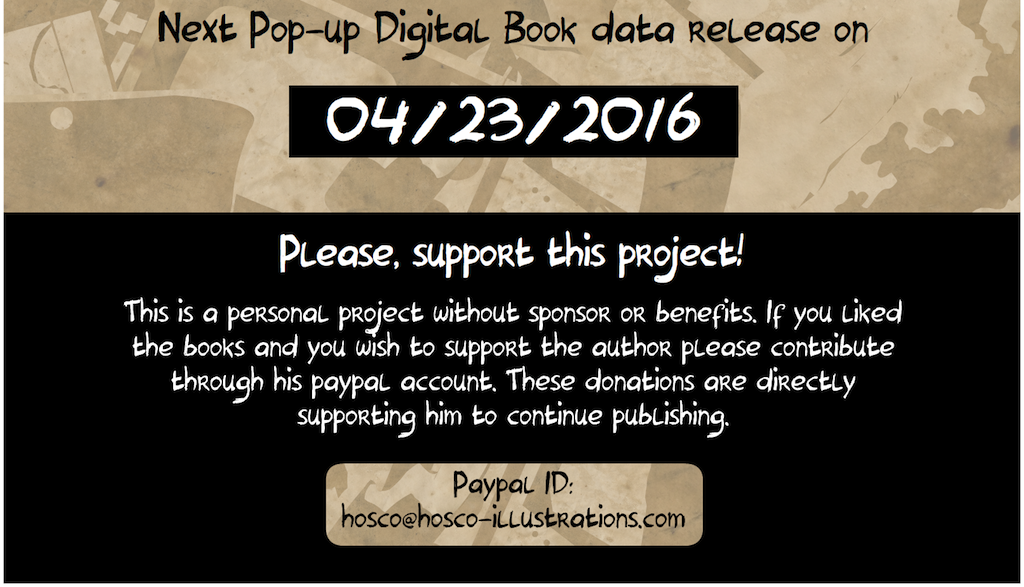 Next Pop-up Digital Book data release on
04/23/2016
Please, support this project!
This is a personal project without sponsor or benefits. If you liked
the books and you wish to support the author please contribute
through his paypal account. These donations are directly
supporting him to continue publishing.
Paypal ID:
hosco@hosco-illustrations.com